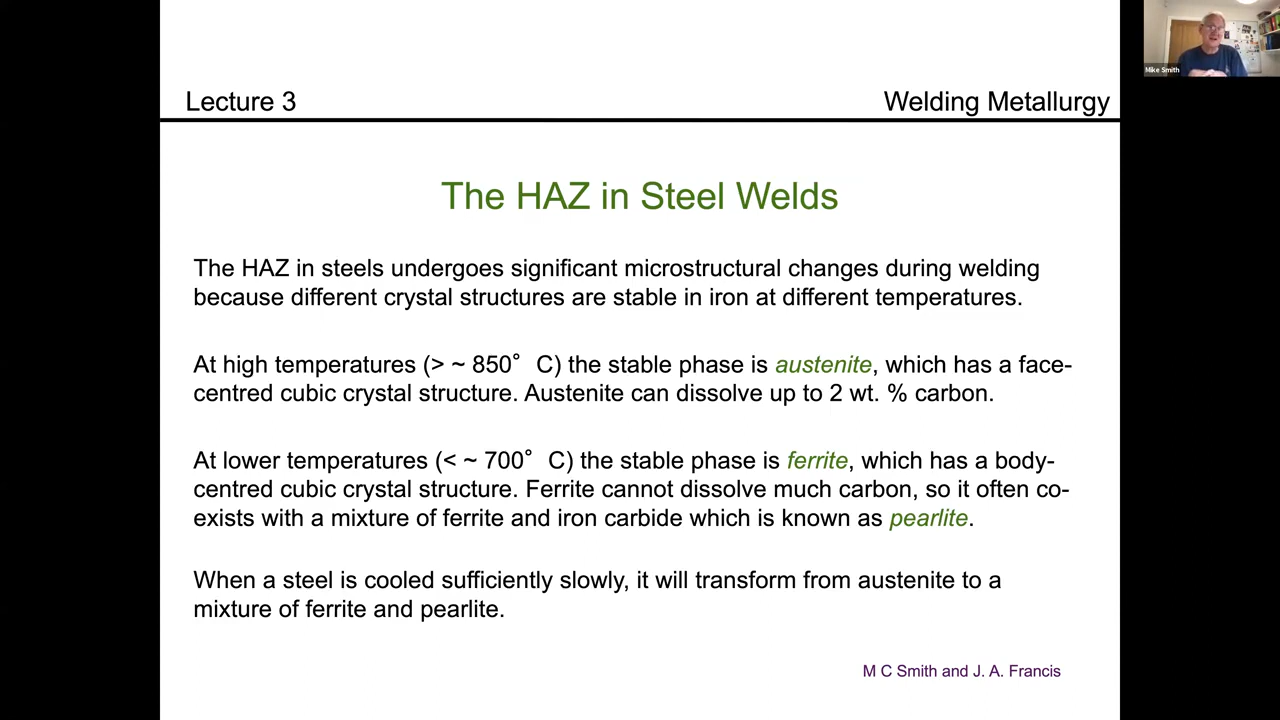 Mike Smith
Lecture 3
Welding Metallurgy
The HAZ in Steel Welds
The HAZ in steels undergoes significant microstructural changes during welding
because different crystal structures are stable in iron at different temperatures.
At high temperatures (> ~ 850° C) the stable phase is austenite, which has a face-
centred cubic crystal structure. Austenite can dissolve up to 2 wt. % carbon.
At lower temperatures (< ~ 700° C) the stable phase is ferrite, which has a body-
centred cubic crystal structure. Ferrite cannot dissolve much carbon, so it often co-
exists with a mixture of ferrite and iron carbide which is known as pearlite.
When a steel is cooled sufficiently slowly, it will transform from austenite to a
mixture of ferrite and pearlite.
M C Smith and J. A. Francis